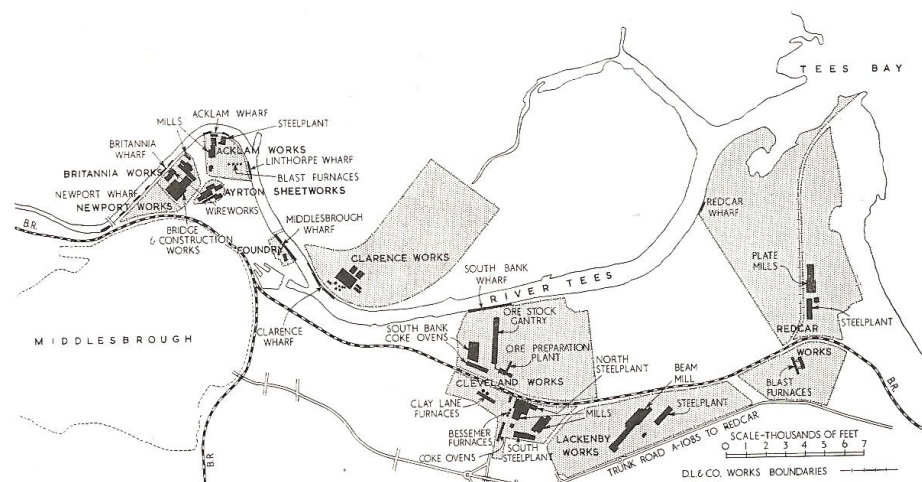 TEES BAY
ACKLAM WHARF
MILLS
STEELPLANT
BRITANNIA
WHARF
ACKLAM WORKS
LINTHORPE WHARF
BRITANNIA WORKS
BLAST FURNACES
NEWPORT WHARF
AYRTON SHEETWORKS
NEWPORT WORKS
WIREWORKS
B.R.
BRIDGE
& CONSTRUCTION
WORKS
MIDDLESBROUGH
WHARF
FOUNDRY
CLARENCE WORKS
REDCAR
WHARF
SOUTH BANK
WHARF
RIVER TEES
PLATE
MILLS
ORE STOCK
GANTRY
STEELPLANT
MIDDLESBROUGH
CLARENCE
WHARF
SOUTH BANK
COKE OVENS
ORE PREPARATION
PLANT
NORTH
STEELPLANT
BEAM
MILL
REDCAR
WORKS
CLEVELAND WORKS
CLAY LANE
FURNACES
MILLS
STEELPLANT
BLAST
FURNACES
B.R.
BESSEMER
FURNACES
LACKENBY
WORKS
COKE OVENS
SOUTH
STEELPLANT
TRUNK ROAD A-1085 TO REDCAR
SCALE-THOUSANDS OF FEET
0 1 2 3 4 5 6 7
B.R.
D.L.& CO. WORKS BOUNDARIES